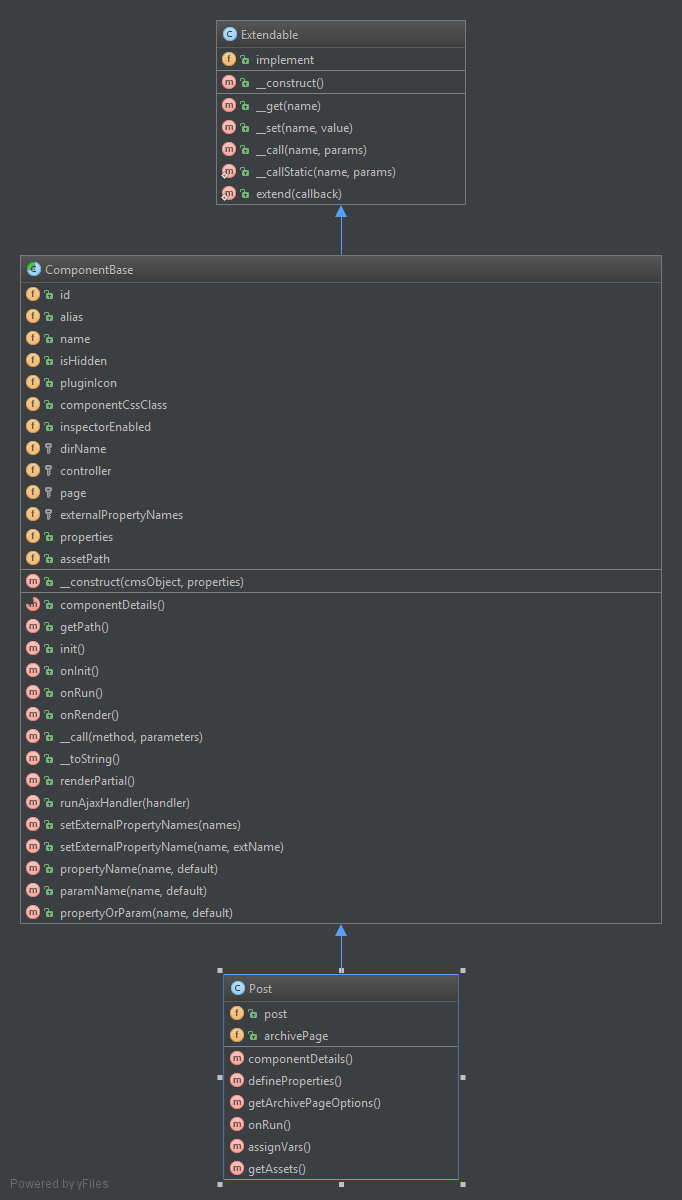 Extendable
implement
__construct()
__get(name)
__set(name, value)
__call(name, params)
__callStatic(name, params)
extend(callback)
ComponentBase
id
alias
name
isHidden
pluginIcon
componentCssClass
inspectorEnabled
dirName
controller
page
externalPropertyNames
properties
assetPath
__construct(cmsObject, properties)
componentDetails()
getPath()
init()
onInit()
onRun()
onRender()
__call(method, parameters)
__toString()
renderPartial()
runAjaxHandler(handler)
setExternalPropertyNames(names)
setExternalPropertyName(name, extName)
propertyName(name, default)
paramName(name, default)
propertyOrParam(name, default)
Post
post
archivePage
componentDetails()
defineProperties()
getArchivePageOptions()
onRun()
assignVars()
getAssets()
Powered by yFiles